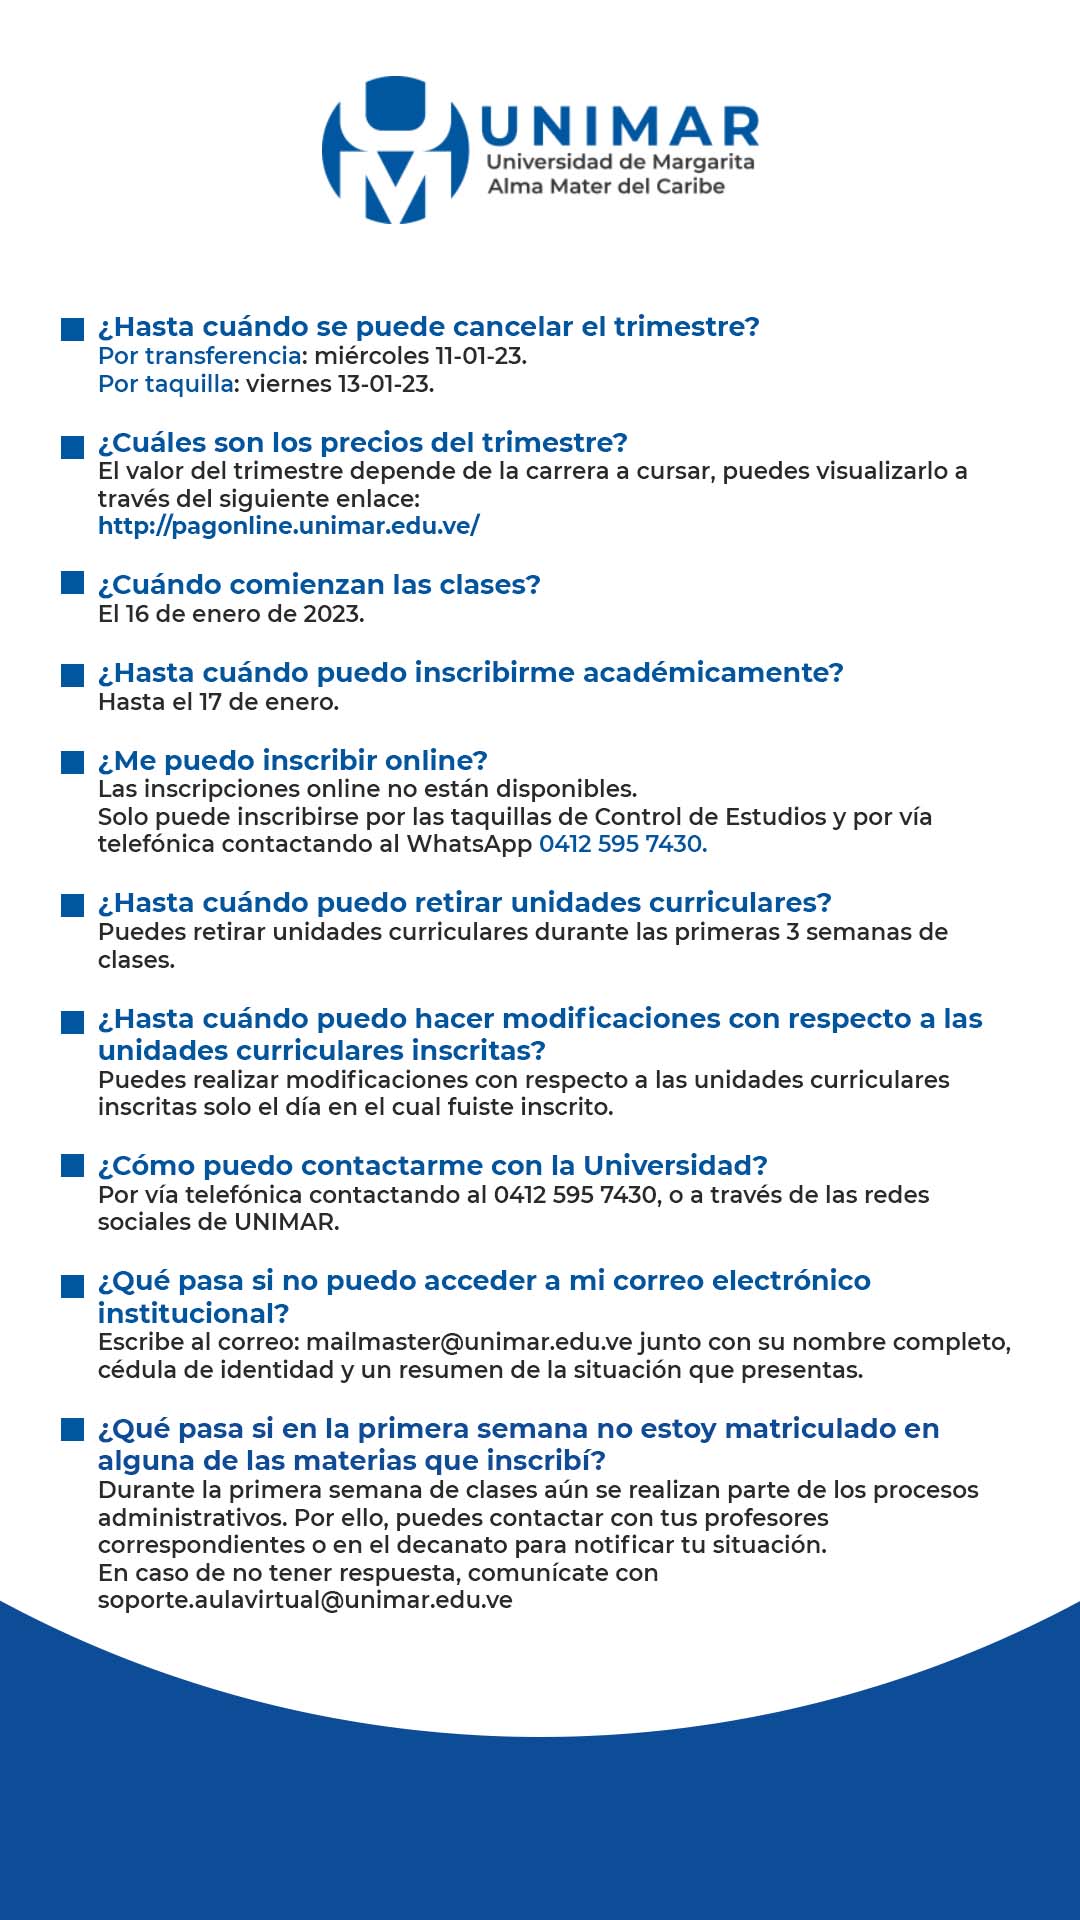 UNIMAR
Universidad de Margarita
Alma Mater del Caribe
¿Hasta cuándo se puede cancelar el trimestre?
Por transferencia: miércoles 11-01-23.
Por taquilla: viernes 13-01-23.
¿Cuáles son los precios del trimestre?
El valor del trimestre depende de la carrera a cursar, puedes visualizarlo a
través del siguiente enlace:
http://pagonline.unimar.edu.ve/
¿Cuándo comienzan las clases?
El 16 de enero de 2023.
¿Hasta cuándo puedo inscribirme académicamente?
Hasta el 17 de enero.
¿Me puedo inscribir online?
Las inscripciones online no están disponibles.
Solo puede inscribirse por las taquillas de Control de Estudios y por vía
telefónica contactando al WhatsApp 0412 595 7430.
¿Hasta cuándo puedo retirar unidades curriculares?
Puedes retirar unidades curriculares durante las primeras 3 semanas de
clases.
¿Hasta cuándo puedo hacer modificaciones con respecto a las
unidades curriculares inscritas?
Puedes realizar modificaciones con respecto a las unidades curriculares
inscritas solo el día en el cual fuiste inscrito.
¿Cómo puedo contactarme con la Universidad?
Por vía telefónica contactando al 0412 595 7430, o a través de las redes
sociales de UNIMAR.
¿Qué pasa si no puedo acceder a mi correo electrónico
institucional?
Escribe al correo: mailmaster@unimar.edu.ve junto con su nombre completo,
cédula de identidad y un resumen de la situación que presentas.
¿Qué pasa si en la primera semana no estoy matriculado en
alguna de las materias que inscribí?
Durante la primera semana de clases aún se realizan parte de los procesos
administrativos. Por ello, puedes contactar con tus profesores
correspondientes o en el decanato para notificar tu situación.
En caso de no tener respuesta, comunícate con
soporte.aulavirtual@unimar.edu.ve